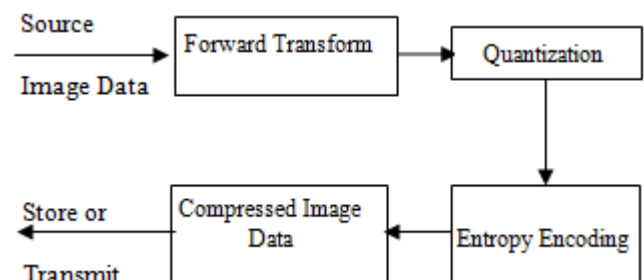 Source
Image Data
Forward Transform
Quantization
Store or
Transmit
Compressed Image
Data
Entropy Encoding